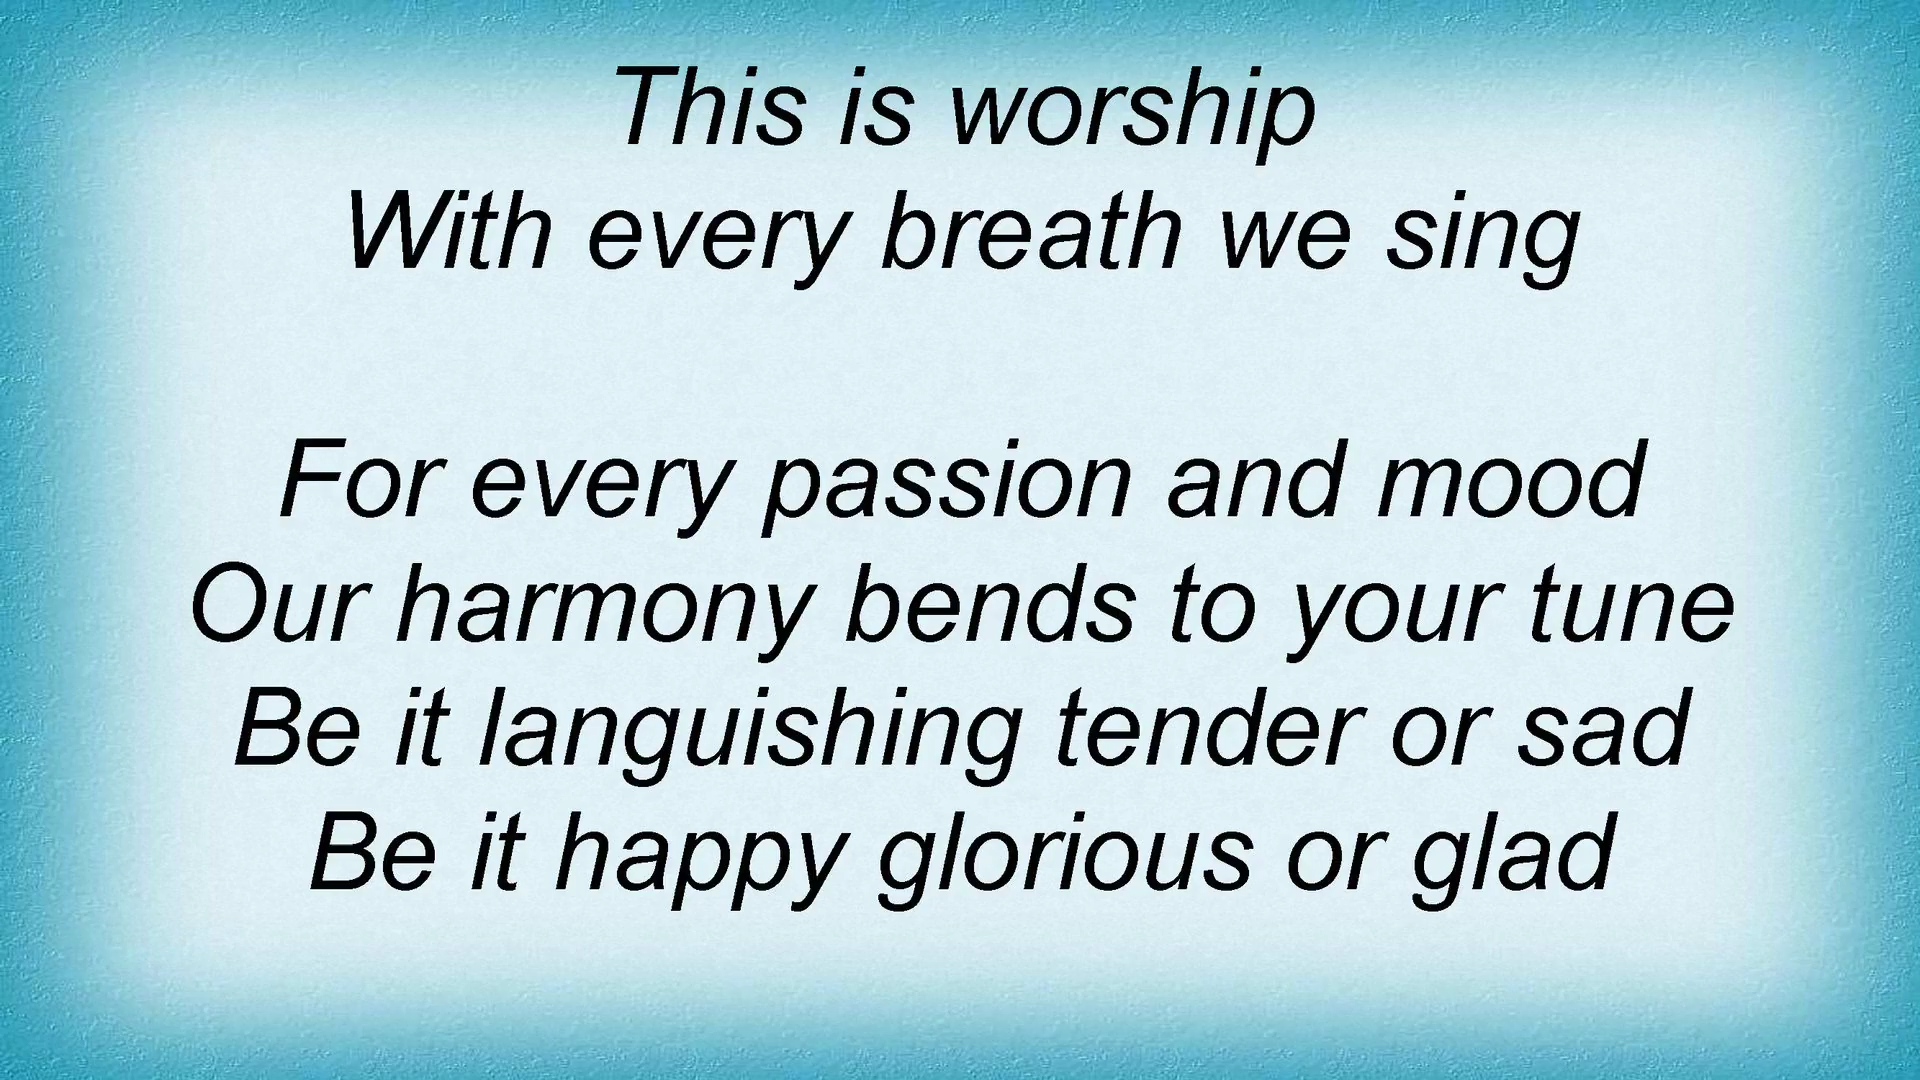 This is worship
With every breath we sing
For every passion and mood
Our harmony bends to your tune
Be it languishing tender or sad
Be it happy glorious or glad